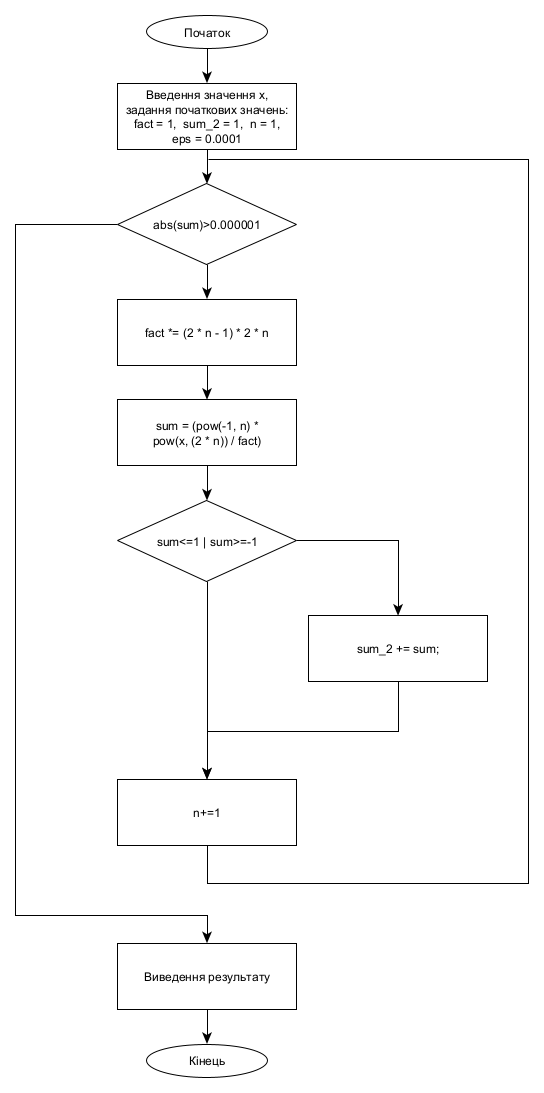 Початок
Введення значення x,
задання початкових значень:
fact = 1,  sum_2 = 1,  n = 1,
eps = 0.0001
abs(sum)>0.000001
fact *= (2 * n - 1) * 2 * n
sum = (pow(-1, n) *
pow(x, (2 * n)) / fact)
sum<=1 | sum>=-1
sum_2 += sum;
n+=1
Виведення результату
Кінець